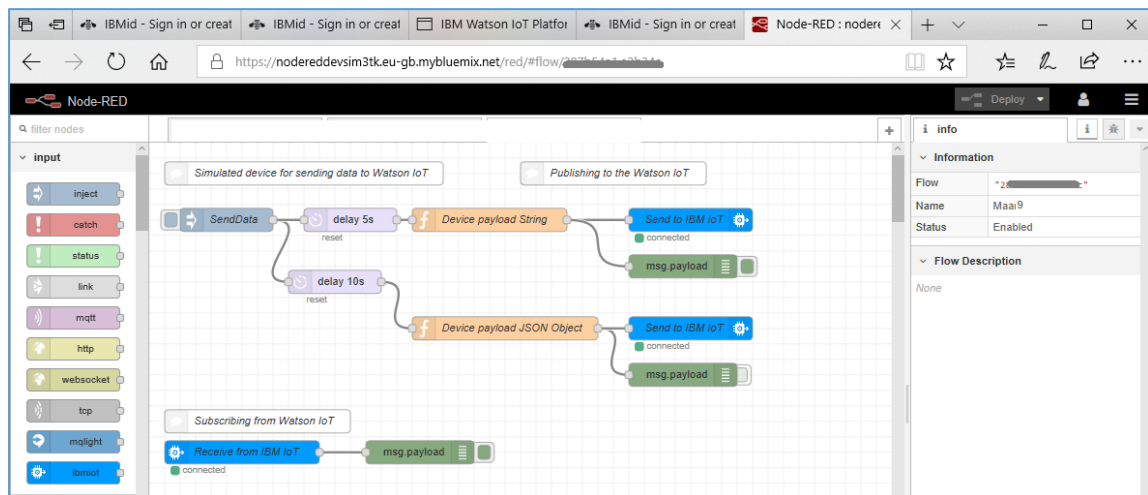 IBMid - Sign in or creat
IBMid - Sign in or creat
IBM Watson IoT Platfor
IBMid - Sign in or creat
Node-RED : nodere
https://nodereddevsim3tk.eu-gb.mybluemix.net/red/#flow/
Node-RED
Deploy
filter nodes
input
inject
catch
status
link
mqtt
http
websocket
tcp
mqlight
ibmiot
Simulated device for sending data to Watson IoT
Publishing to the Watson IoT
SendData
delay 5s
reset
Device payload String
Send to IBM IoT
connected
msg.payload
delay 10s
reset
Device payload JSON Object
Send to IBM IoT
connected
msg.payload
Subscribing from Watson IoT
Receive from IBM IoT
connected
msg.payload
i info
i
Information
Flow
Name
Status Enabled
Flow Description
None